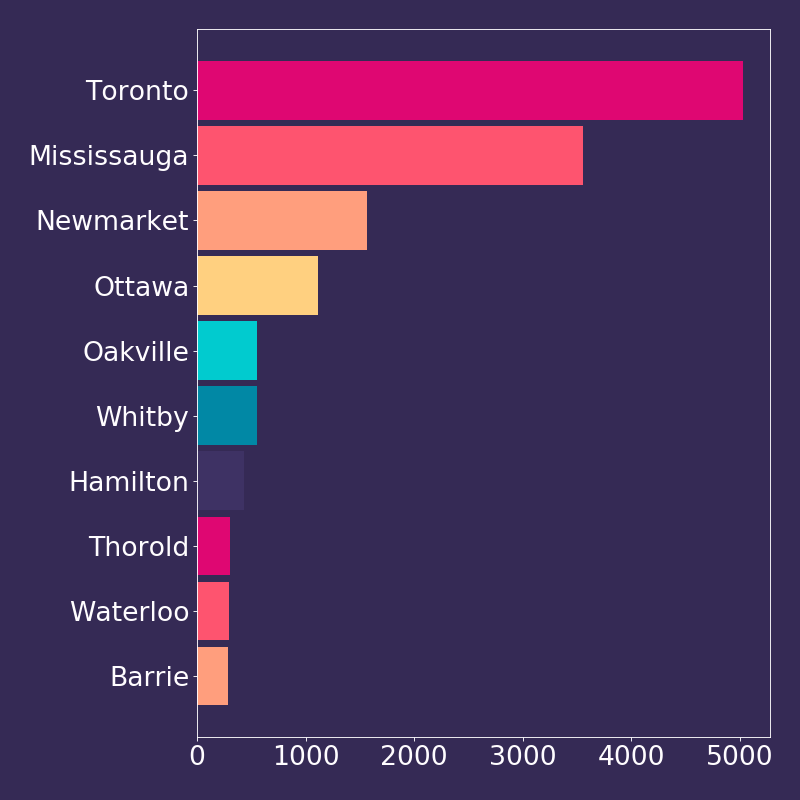 Toronto
Mississauga
Newmarket
Ottawa
Oakville
Whitby
Hamilton
Thorold
Waterloo
Barrie
0 1000 2000 3000 4000 5000